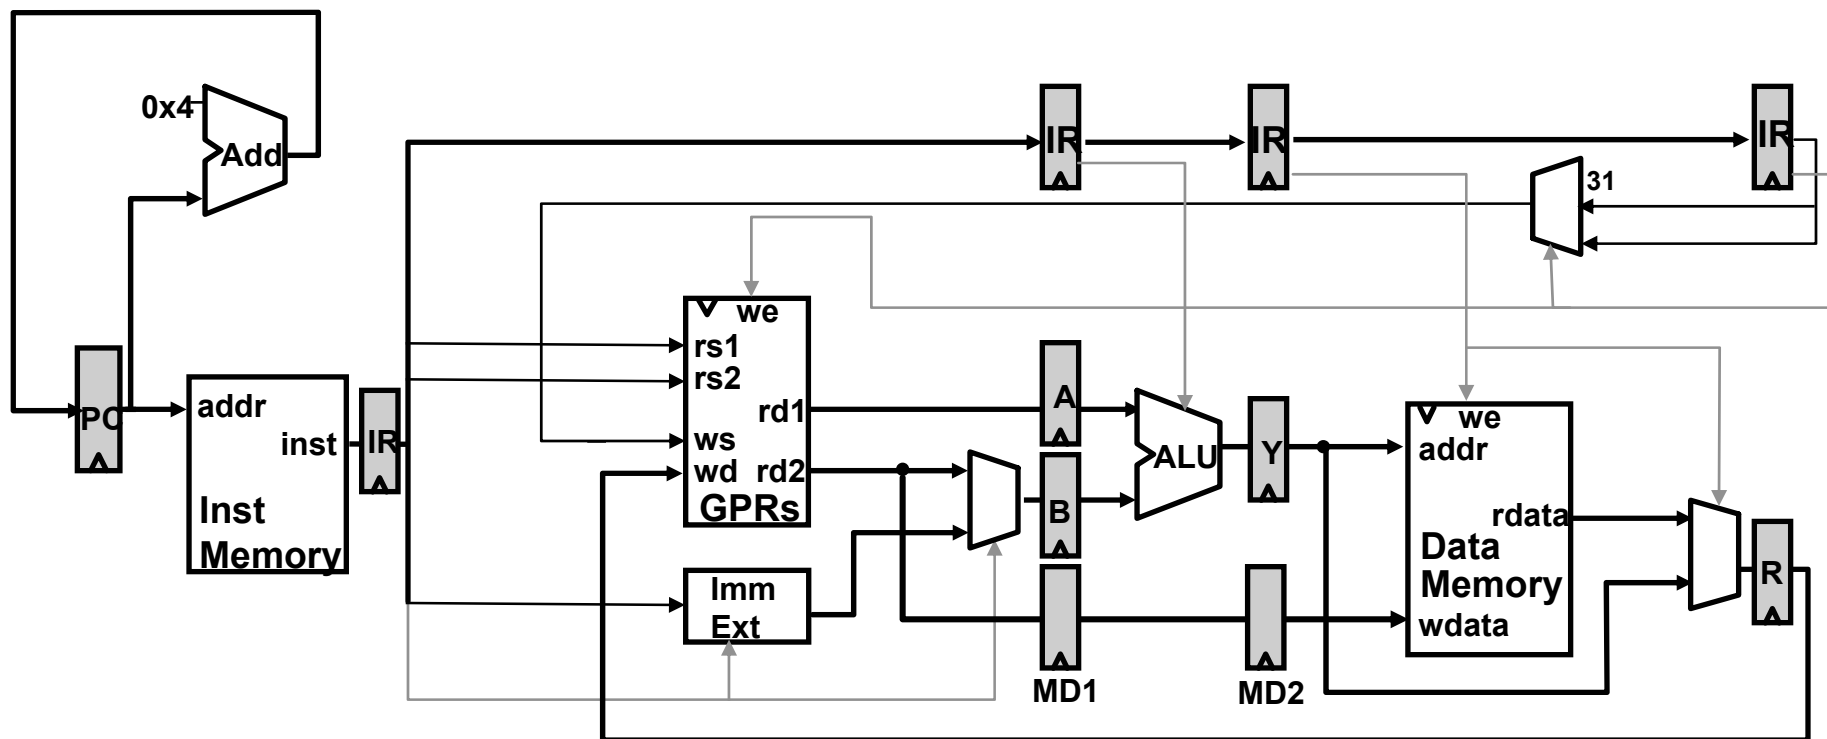 0x4
Add
IR
IR
IR
31
we
rs1
rs2
rd1
ws
wd
rd2
GPRs
PC
addr
inst
Inst
Memory
IR
A
B
ALU
Y
we
addr
rdata
Data
Memory
wdata
R
Imm
Ext
MD1
MD2